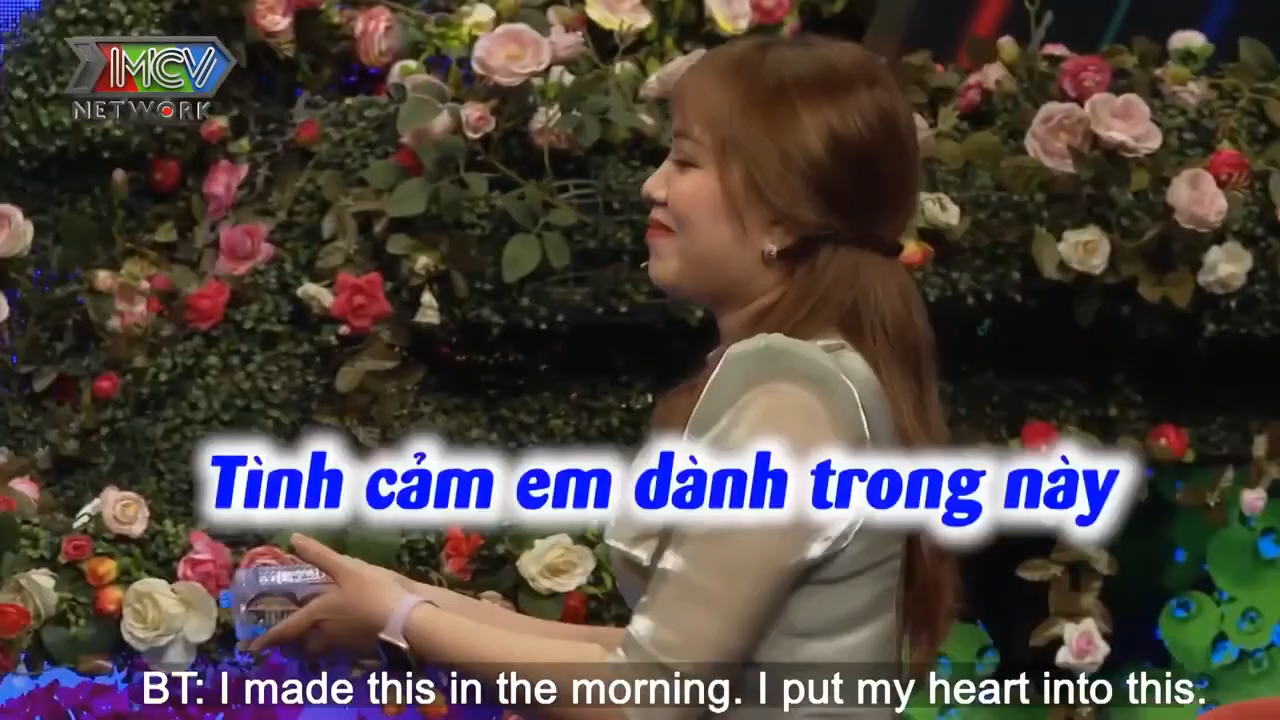 MCV
NETWORK
Tình cảm em dành trong này
BT: I made this in the morning. I put my heart into this.